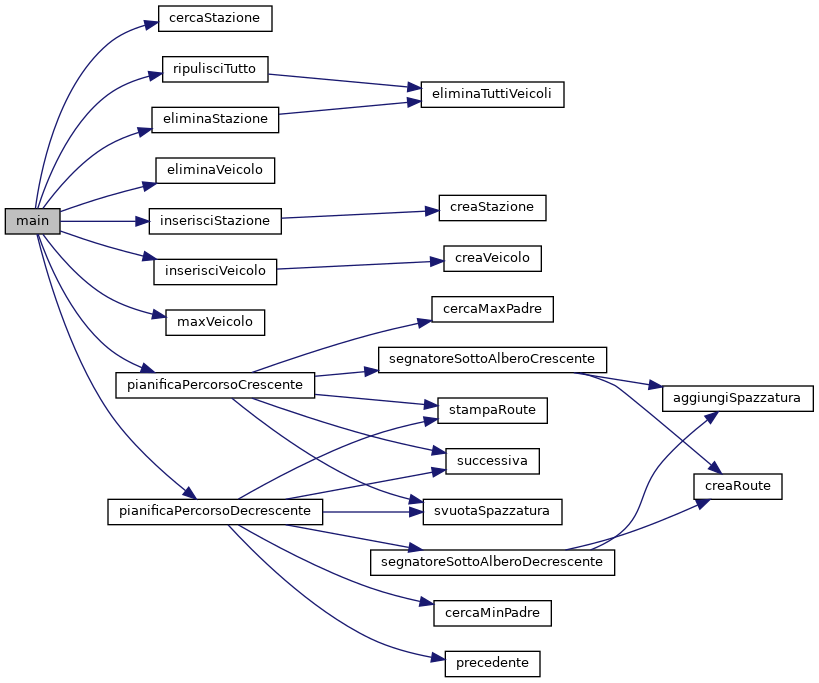 cercaStazione
ripulisciTutto
eliminaTuttiVeicoli
eliminaStazione
eliminaVeicolo
main
inserisciStazione
creaStazione
inserisciVeicolo
creaVeicolo
maxVeicolo
cercaMaxPadre
pianificaPercorsoCrescente
segnatoreSottoAlberoCrescente
stampaRoute
aggiungiSpazzatura
successiva
creaRoute
pianificaPercorsoDecrescente
svuotaSpazzatura
segnatoreSottoAlberoDecrescente
cercaMinPadre
precedente